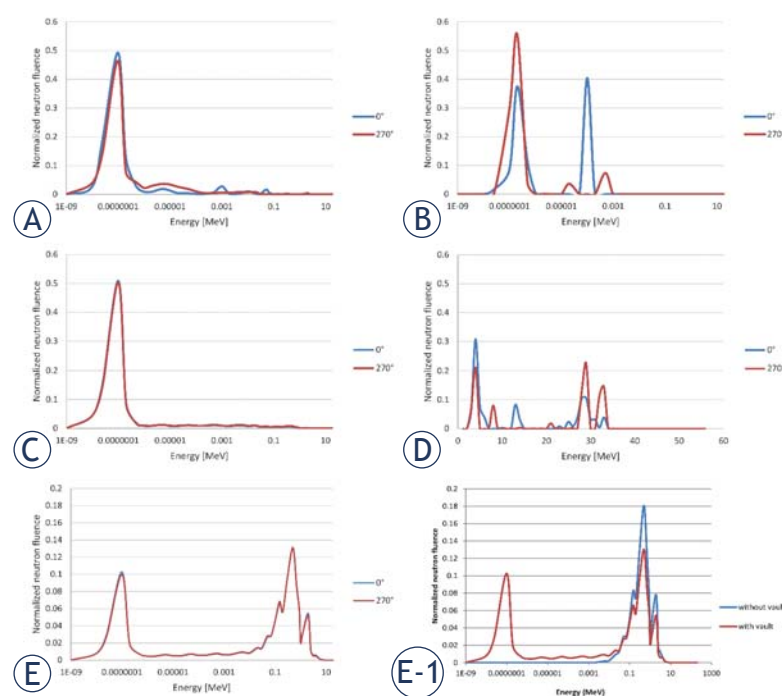 0.6
0.5
0.4
0.3
0.2
0.1
0
Normalized neutron fluence
1E-09 0.0000001 0.00001 0.001 0.1 10
Energy [MeV]
0°
270°
A
0.6
0.5
0.4
0.3
0.2
0.1
0
Normalized neutron fluence
1E-09 0.0000001 0.00001 0.001 0.1 10
Energy [MeV]
0°
270°
B
0.6
0.5
0.4
0.3
0.2
0.1
0
Normalized neutron fluence
1E-09 0.0000001 0.00001 0.001 0.1 10
Energy [MeV]
0°
270°
C
0.6
0.5
0.4
0.3
0.2
0.1
0
Normalized neutron fluence
0 10 20 30 40 50 60
Energy [MeV]
0°
270°
D
0.2
0.18
0.16
0.14
0.12
0.1
0.08
0.06
0.04
0.02
0
Normalized neutron fluence
1E-09 0.0000001 0.00001 0.001 0.1 10
Energy [MeV]
0°
270°
E
0.2
0.18
0.16
0.14
0.12
0.1
0.08
0.06
0.04
0.02
0
Normalized neutron fluence
1E-09 0.0000001 0.00001 0.001 0.1 10 1000
Energy (MeV)
without vault
with vault
E-1